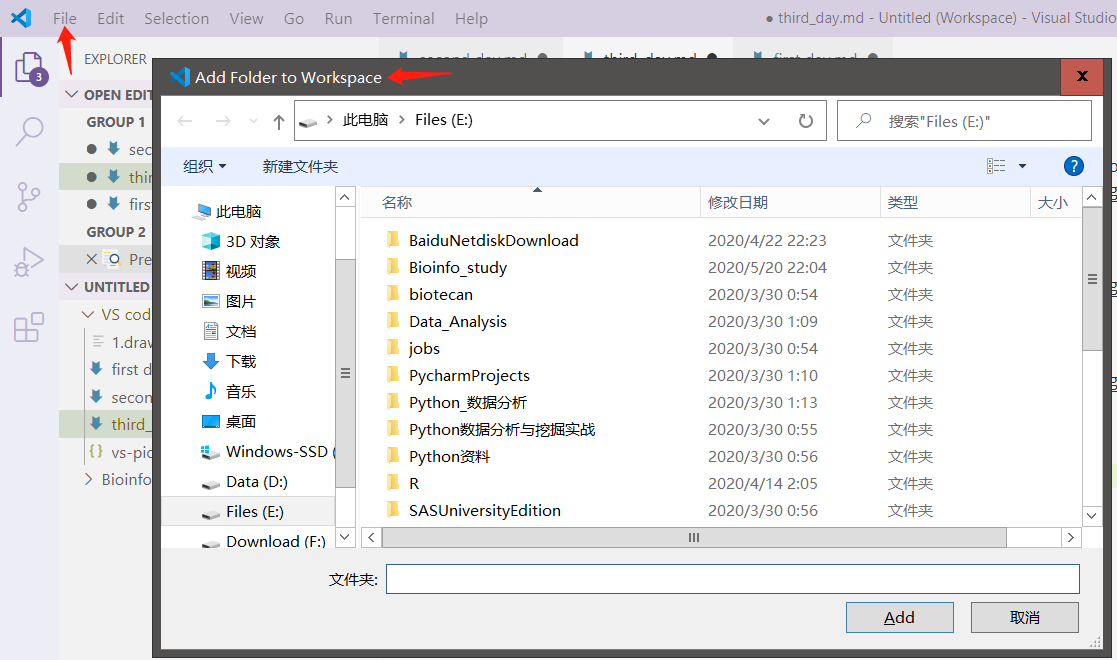 File Edit Selection View Go Run Terminal Help ● third_day.md - Untitled (Workspace) - Visual Studio
3
EXPLORER
second_day.md third_day.md first_day.md
Add Folder to Workspace
OPEN EDIT
GROUP 1
sec
thir
first
GROUP 2
Pre
UNTITLED
VS cod
1.draw
first d
secon
third_
{} vs-pic
Bioinfo
此电脑 Files (E:)
搜索"Files (E:)"
组织 新建文件夹
此电脑
3D 对象
视频
图片
文档
下载
音乐
桌面
Windows-SSD (
Data (D:)
Files (E:)
Download (F:)
名称 修改日期 类型 大小
BaiduNetdiskDownload 2020/4/22 22:23 文件夹
Bioinfo_study 2020/5/20 22:04 文件夹
biotecan 2020/3/30 0:54 文件夹
Data_Analysis 2020/3/30 1:09 文件夹
jobs 2020/3/30 0:54 文件夹
PycharmProjects 2020/3/30 1:10 文件夹
Python_数据分析 2020/3/30 1:13 文件夹
Python数据分析与挖掘实战 2020/3/30 0:55 文件夹
Python资料 2020/3/30 0:56 文件夹
R 2020/4/14 2:05 文件夹
SASUniversityEdition 2020/3/30 0:56 文件夹
文件夹:
Add 取消